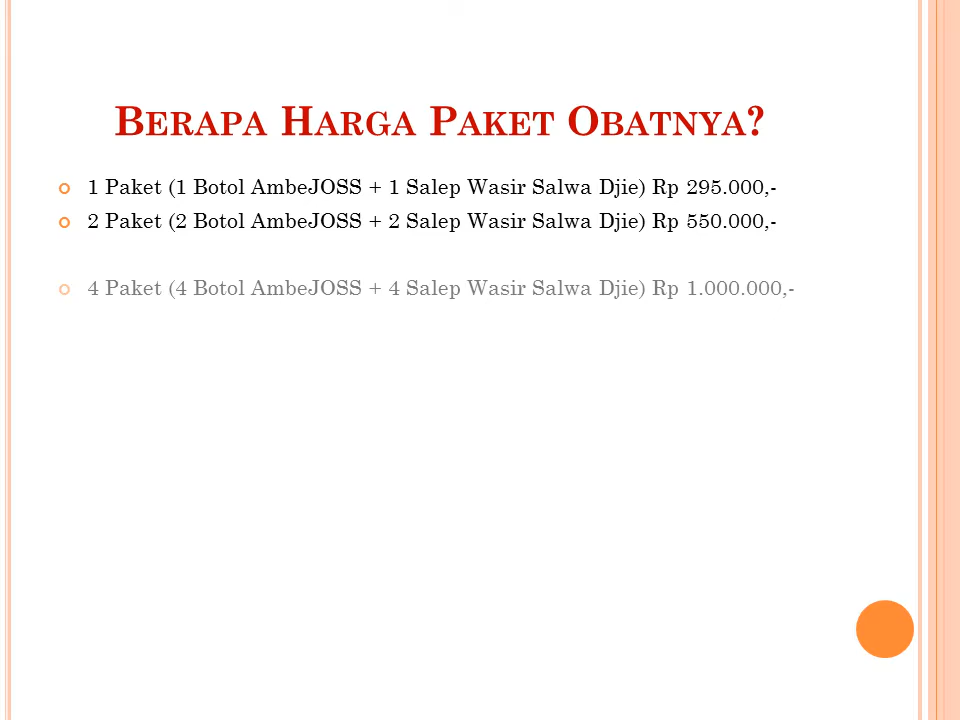 Berapa Harga Paket Obatnya?
1 Paket (1 Botol AmbeJOSS + 1 Salep Wasir Salwa Djie) Rp 295.000,-
2 Paket (2 Botol AmbeJOSS + 2 Salep Wasir Salwa Djie) Rp 550.000,-
4 Paket (4 Botol AmbeJOSS + 4 Salep Wasir Salwa Djie) Rp 1.000.000,-